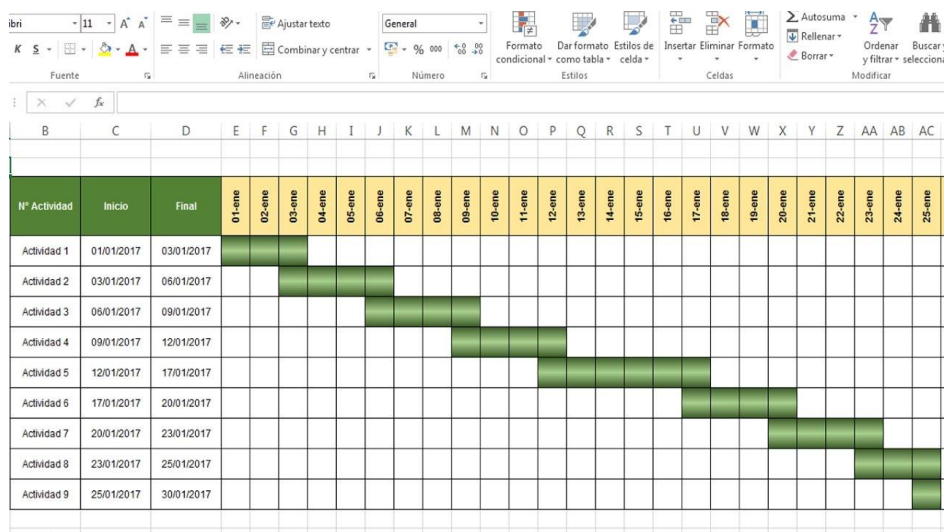 11 A A Ajustar texto General Autosuma
K S A Combinar y centrar % 000 Formato Dar formato Estilos de Insertar Eliminar Formato Rellenar Ordenar
condicional como tabla celda Borrar y filtrar
Fuente Alineación Número Estilos Celdas Modificar
fx
B C D E F G H I J K L M N O P Q R S T U V W X Y Z AA AB AC
N° Actividad Inicio Final 01-ene 02-ene 03-ene 04-ene 05-ene 06-ene 07-ene 08-ene 09-ene 10-ene 11-ene 12-ene 13-ene 14-ene 15-ene 16-ene 17-ene 18-ene 19-ene 20-ene 21-ene 22-ene 23-ene 24-ene 25-ene
Actividad 1 01/01/2017 03/01/2017
Actividad 2 03/01/2017 06/01/2017
Actividad 3 06/01/2017 09/01/2017
Actividad 4 09/01/2017 12/01/2017
Actividad 5 12/01/2017 17/01/2017
Actividad 6 17/01/2017 20/01/2017
Actividad 7 20/01/2017 23/01/2017
Actividad 8 23/01/2017 25/01/2017
Actividad 9 25/01/2017 30/01/2017